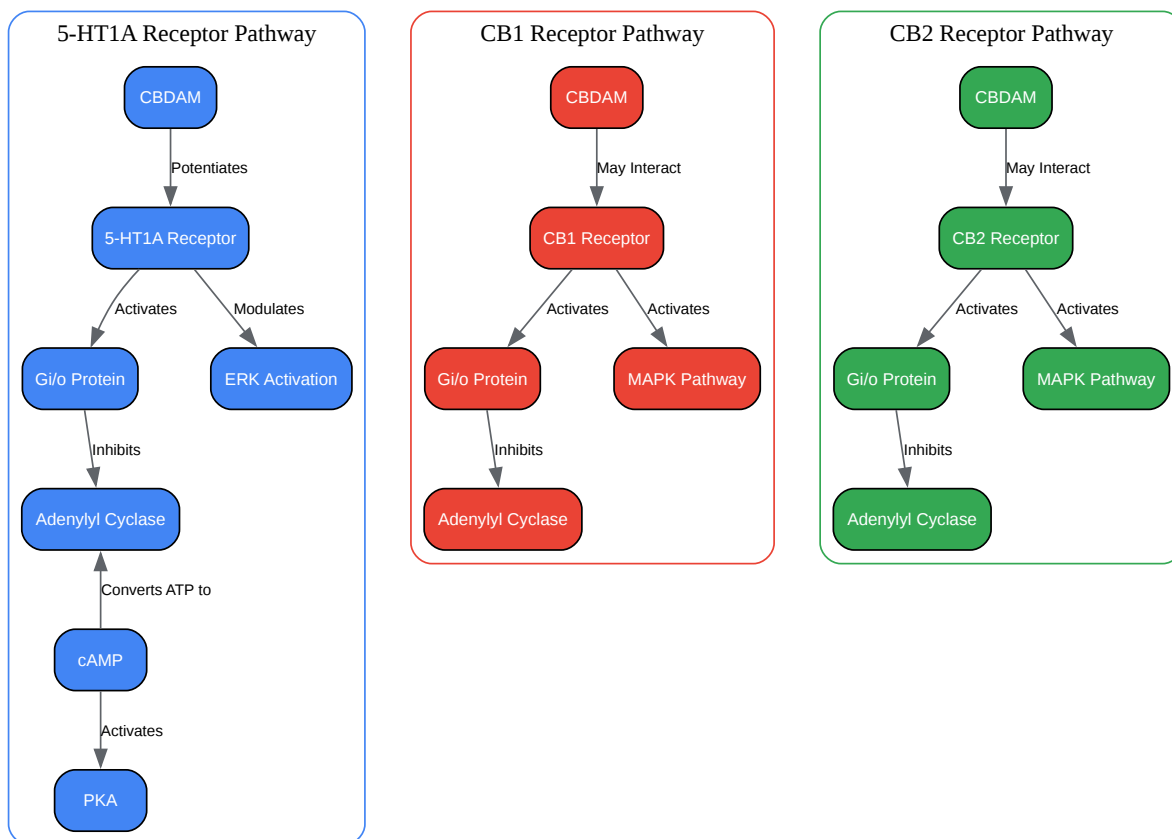 5-HT1A Receptor Pathway
CBDAM
Potentiates
5-HT1A Receptor
Activates
Modulates
Gi/o Protein
ERK Activation
Inhibits
Adenylyl Cyclase
Converts ATP to
cAMP
Activates
PKA
CB1 Receptor Pathway
CBDAM
May Interact
CB1 Receptor
Activates
Activates
Gi/o Protein
MAPK Pathway
Inhibits
Adenylyl Cyclase
CB2 Receptor Pathway
CBDAM
May Interact
CB2 Receptor
Activates
Activates
Gi/o Protein
MAPK Pathway
Inhibits
Adenylyl Cyclase